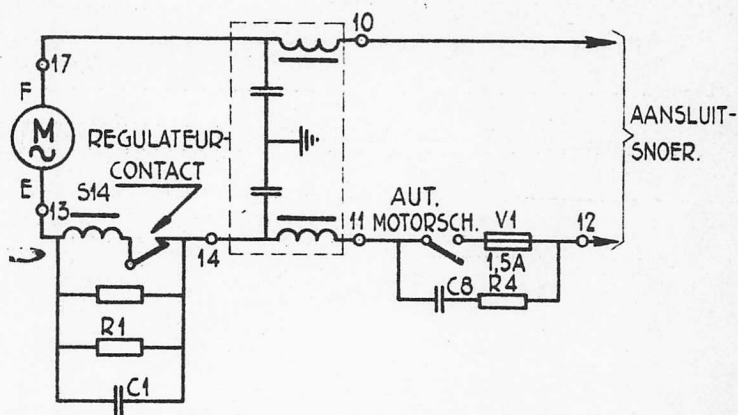 10
17
F
M
REGULATEUR-
CONTACT
E
S14
13
14
11
AUT.
MOTORSCH.
V1
1,5A
12
C8
R4
R1
C1
AANSLUIT-
SNOER.